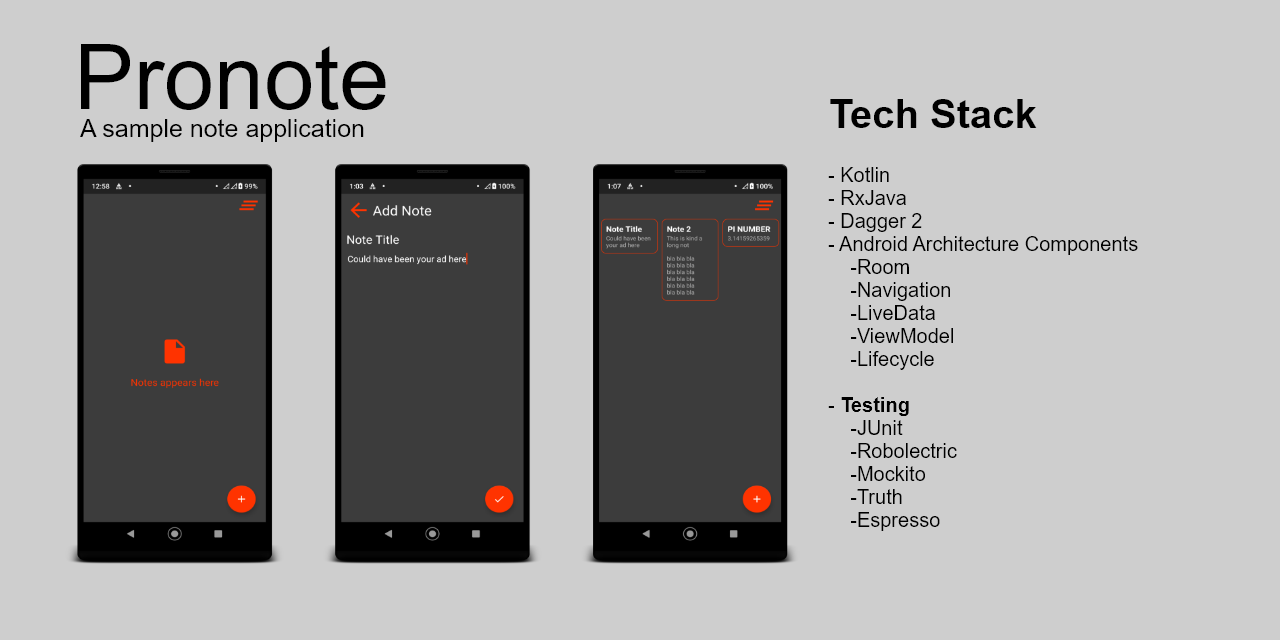 Pronote
A sample note application
12:58
99%
Notes appears here
1:03
100%
Add Note
Note Title
Could have been your ad here
1:07
100%
Note Title
Could have been
your ad here
Note 2
This is kind a
long not
blo bla bla
blo bla bla
bla bla bla
bla bla bla
bla bla bla
bla bla bla
PI NUMBER
3.14159265359
Tech Stack
- Kotlin
- RxJava
- Dagger 2
- Android Architecture Components
-Room
-Navigation
-LiveData
-ViewModel
-Lifecycle
- Testing
-JUnit
-Robolectric
-Mockito
-Truth
-Espresso